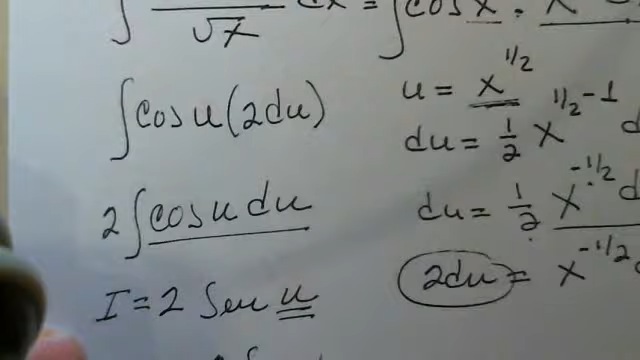 ∫ ─── dx = ∫ cos x · x
√x
u = x^{1/2}
∫ cos u (2du)
du = 1/2 x^{1/2 - 1} d
2 ∫ cos u du
du = 1/2 x^{-1/2} d
2du = x^{-1/2}
I = 2 Sen u